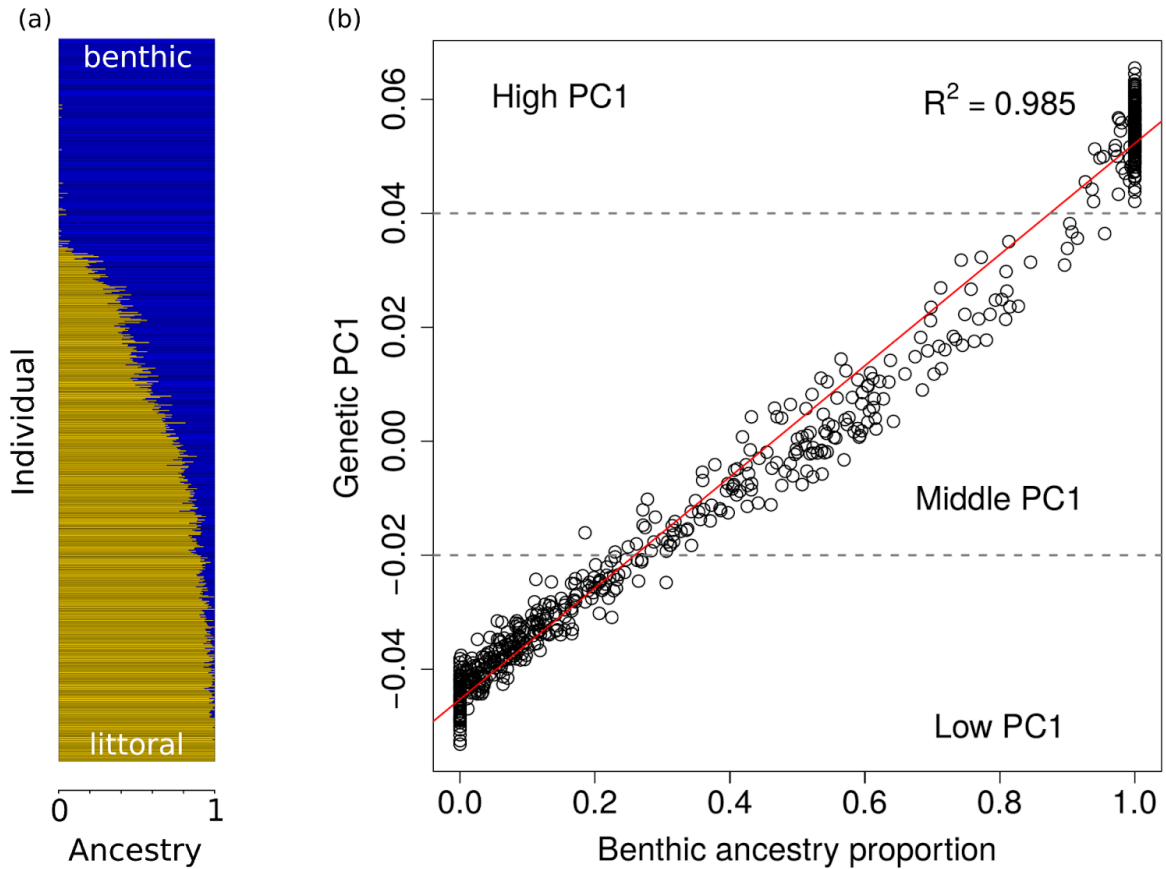 (a)
benthic
littoral
Individual
0 1
Ancestry
(b)
High PC1
R² = 0.985
Middle PC1
Low PC1
Genetic PC1
0.06
0.04
0.02
0.00
−0.02
−0.04
0.0 0.2 0.4 0.6 0.8 1.0
Benthic ancestry proportion